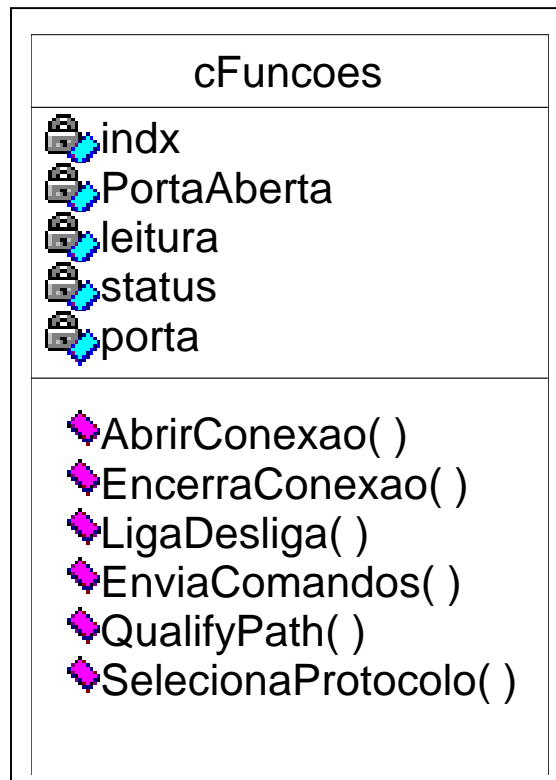 cFuncoes
indx
PortaAberta
leitura
status
porta
AbrirConexao( )
EncerraConexao( )
LigaDesliga( )
EnviaComandos( )
QualifyPath( )
SelecionaProtocolo( )